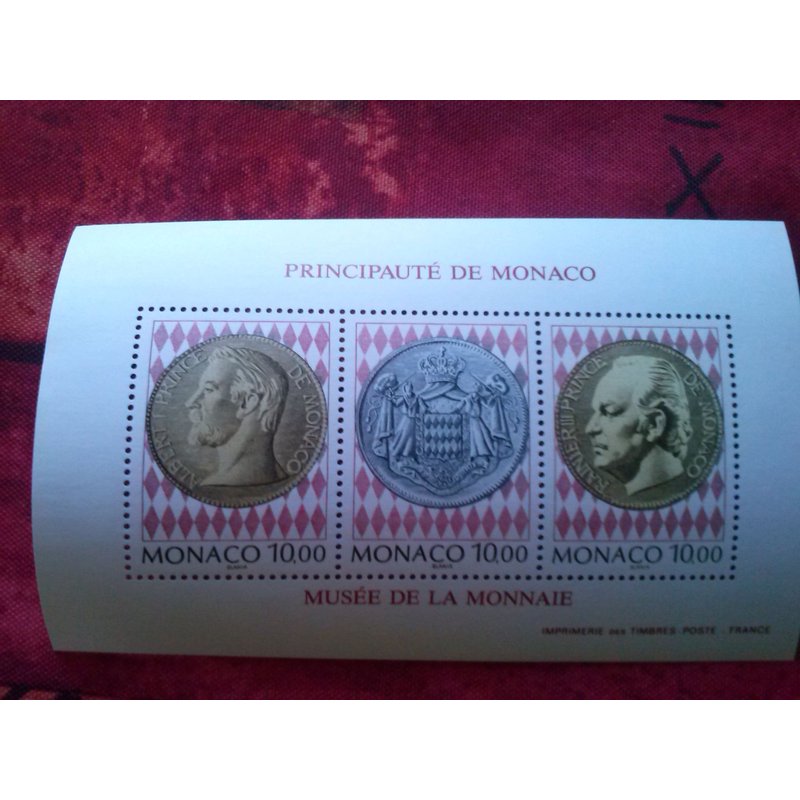 PRINCIPAUTÉ DE MONACO
ALBERT I PRINCE DE MONACO
RAINIER III PRINCE DE MONACO
MONACO 10,00
MONACO 10,00
MONACO 10,00
MUSÉE DE LA MONNAIE
IMPRIMERIE DES TIMBRES-POSTE - FRANCE